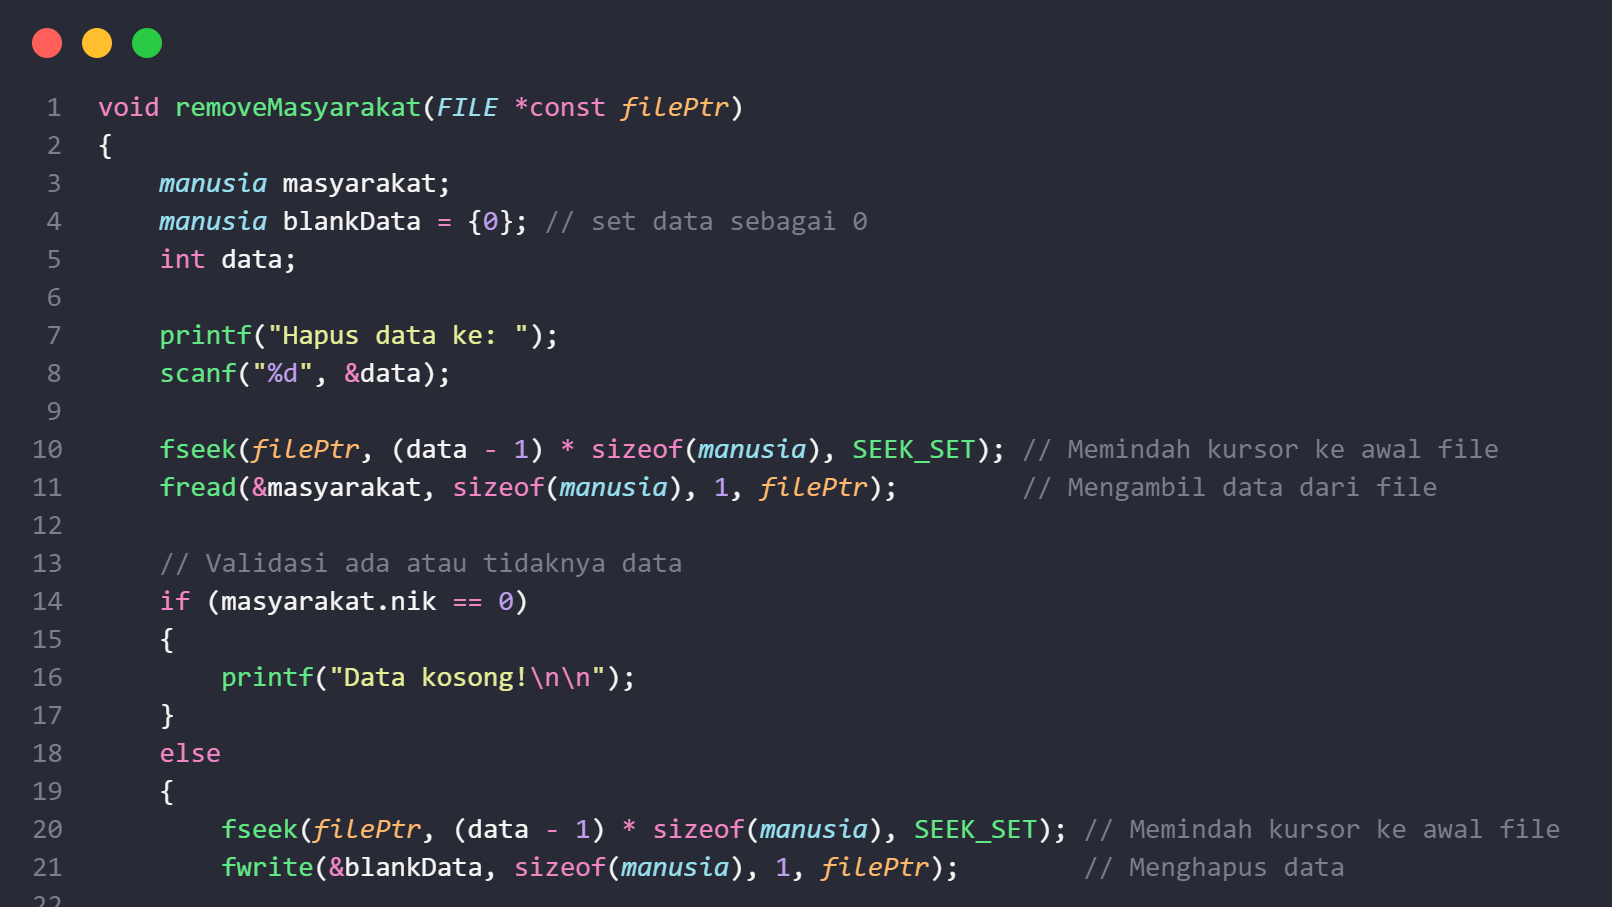 1 void removeMasyarakat(FILE *const filePtr)
2 {
3     manusia masyarakat;
4     manusia blankData = {0}; // set data sebagai 0
5     int data;
6
7     printf("Hapus data ke: ");
8     scanf("%d", &data);
9
10     fseek(filePtr, (data - 1) * sizeof(manusia), SEEK_SET); // Memindah kursor ke awal file
11     fread(&masyarakat, sizeof(manusia), 1, filePtr);        // Mengambil data dari file
12
13     // Validasi ada atau tidaknya data
14     if (masyarakat.nik == 0)
15     {
16         printf("Data kosong!\n\n");
17     }
18     else
19     {
20         fseek(filePtr, (data - 1) * sizeof(manusia), SEEK_SET); // Memindah kursor ke awal file
21         fwrite(&blankData, sizeof(manusia), 1, filePtr);        // Menghapus data
22